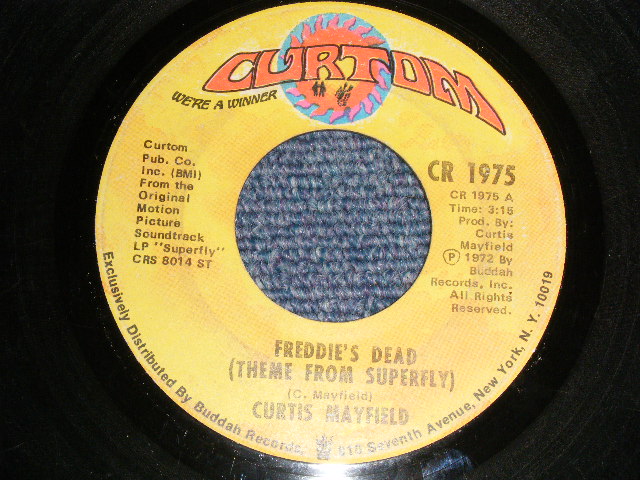 CURTOM
WE'RE A WINNER
Curtom
Pub. Co.
Inc. (BMI)
From the
Original
Motion
Picture
Soundtrack
LP "Superfly"
CRS 8014 ST
CR 1975
CR 1975 A
Time: 3:15
Prod. By:
Curtis
Mayfield
Ⓟ 1972 By
Buddah
Records, Inc.
All Rights
Reserved.
FREDDIE'S DEAD
(THEME FROM SUPERFLY)
(C. Mayfield)
CURTIS MAYFIELD
Exclusively Distributed By Buddah Records, 810 Seventh Avenue, New York, N. Y. 10019